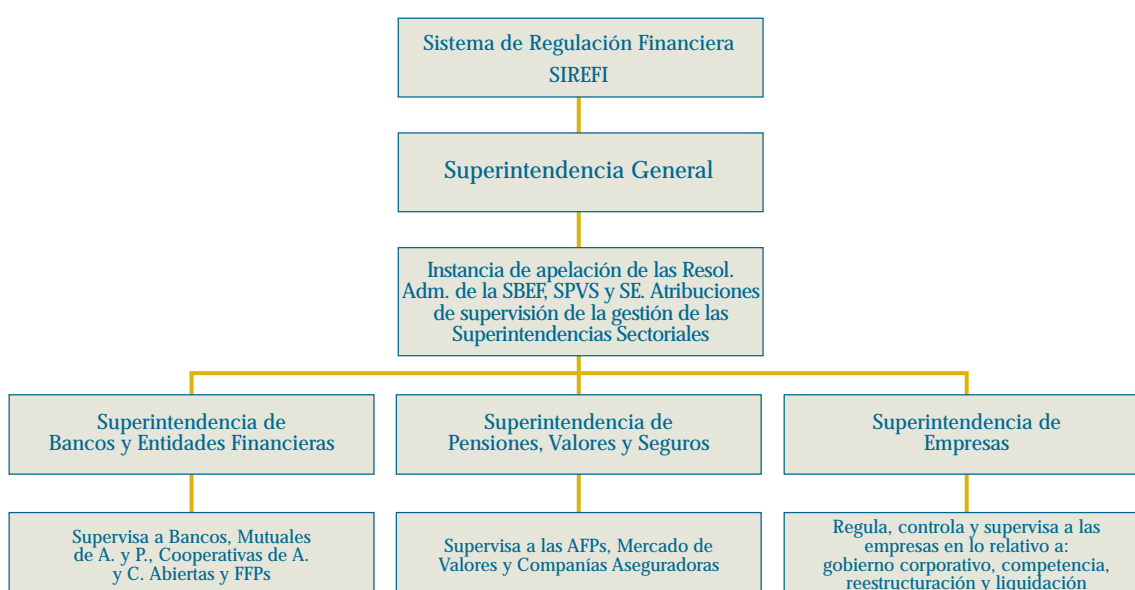 Sistema de Regulación Financiera
SIREFI
Superintendencia General
Instancia de apelación de las Resol.
Adm. de la SBEF, SPVS y SE. Atribuciones
de supervisión de la gestión de las
Superintendencias Sectoriales
Superintendencia de
Bancos y Entidades Financieras
Superintendencia de
Pensiones, Valores y Seguros
Superintendencia de
Empresas
Supervisa a Bancos, Mutuales
de A. y P., Cooperativas de A.
y C. Abiertas y FFPs
Supervisa a las AFPs, Mercado de
Valores y Companías Aseguradoras
Regula, controla y supervisa a las
empresas en lo relativo a:
gobierno corporativo, competencia,
reestructuración y liquidación